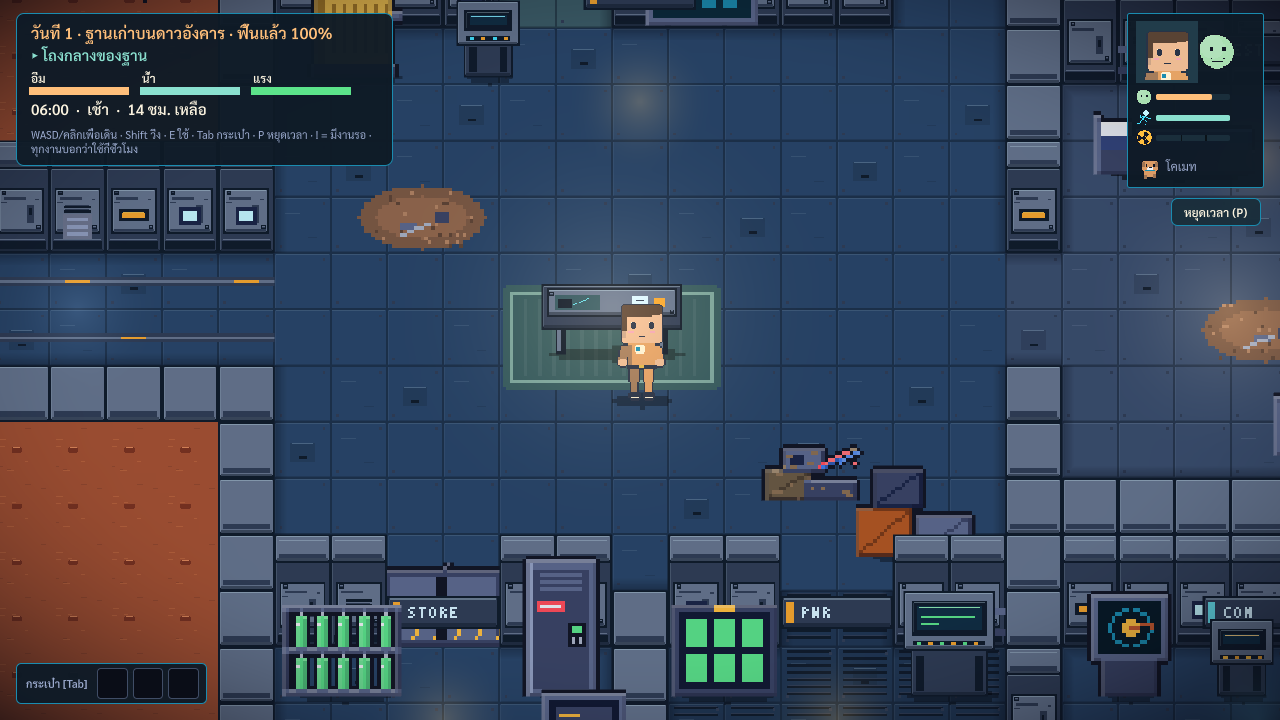 วันที่ 1 · ฐานเก่าบนดาวอังคาร · ฟื้นแล้ว 100%
▸ โถงกลางของฐาน
อิ่ม น้ำ แรง
06:00 · เช้า · 14 ชม. เหลือ
WASD/คลิกเพื่อเดิน · Shift วิ่ง · E ใช้ · Tab กระเป๋า · P หยุดเวลา · ! = มีงานรอ ·
ทุกงานบอกว่าใช้กี่ชั่วโมง
โคเมท
หยุดเวลา (P)
STORE
PWR
COM
กระเป๋า [Tab]